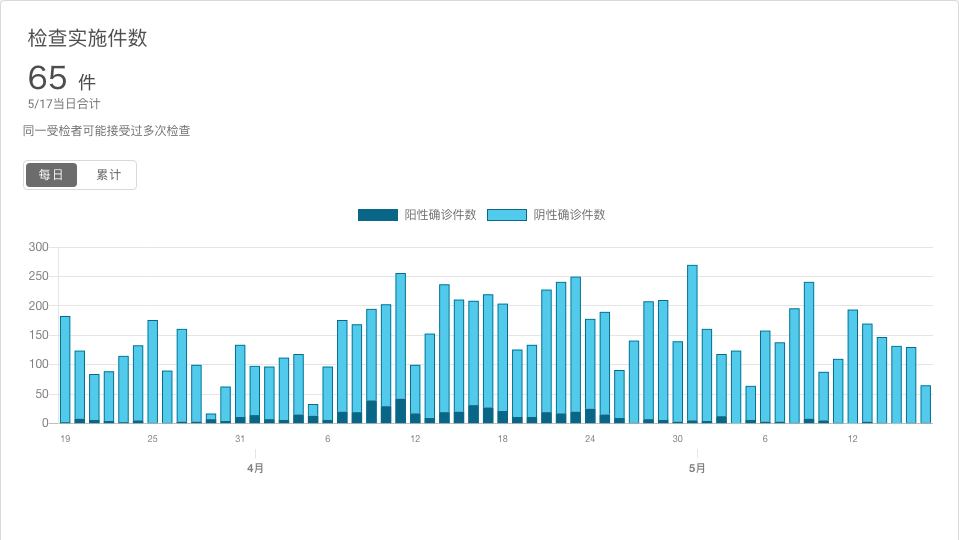 检查实施件数
65 件
5/17当日合计
同一受检者可能接受过多次检查
每日 累计
阳性确诊件数 阴性确诊件数
300
250
200
150
100
50
0
19 25 31 6 12 18 24 30 6 12
4月 5月